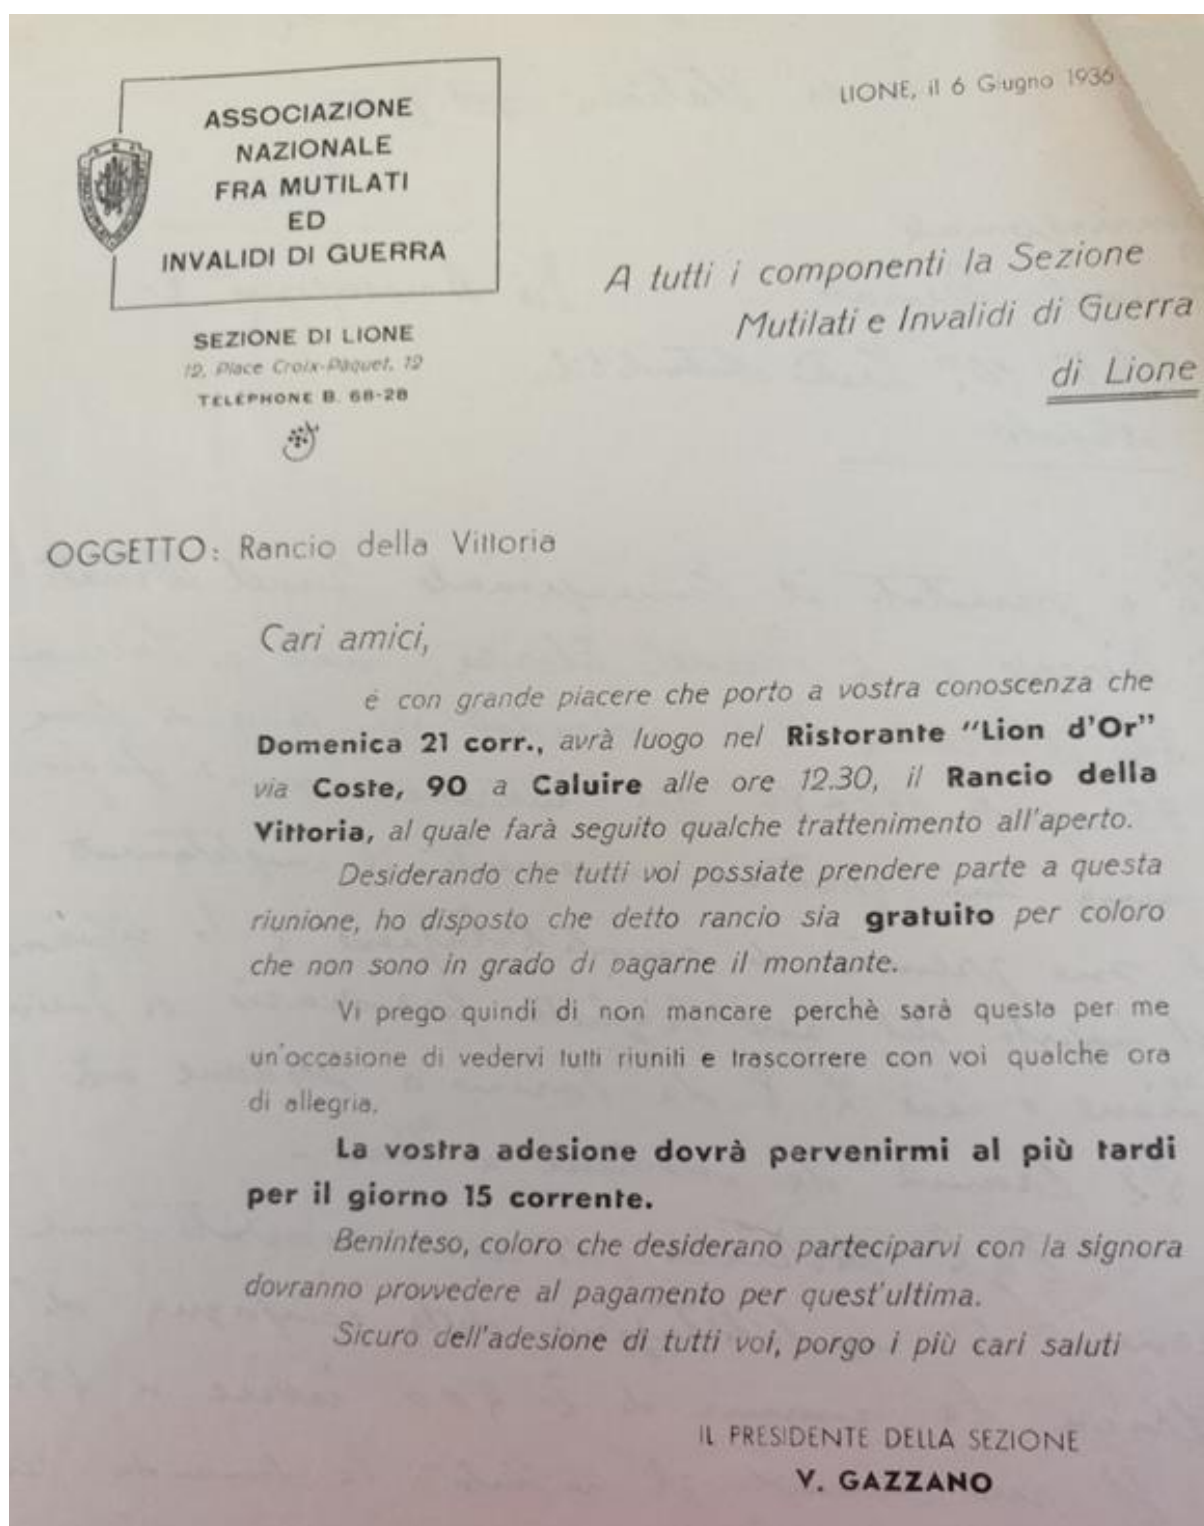 ASSOCIAZIONE
NAZIONALE
FRA MUTILATI
ED
INVALIDI DI GUERRA
SEZIONE DI LIONE
12, Place Croix-Paquet, 12
TELEPHONE B. 68-28
LIONE, il 6 Giugno 1936
A tutti i componenti la Sezione
Mutilati e Invalidi di Guerra
di Lione
OGGETTO: Rancio della Vittoria
Cari amici,
é con grande piacere che porto a vostra conoscenza che
Domenica 21 corr., avrà luogo nel Ristorante "Lion d'Or"
via Coste, 90 a Caluire alle ore 12.30, il Rancio della
Vittoria, al quale farà seguito qualche trattenimento all'aperto.
Desiderando che tutti voi possiate prendere parte a questa
riunione, ho disposto che detto rancio sia gratuito per coloro
che non sono in grado di pagarne il montante.
Vi prego quindi di non mancare perchè sarà questa per me
un'occasione di vedervi tutti riuniti e trascorrere con voi qualche ora
di allegria.
La vostra adesione dovrà pervenirmi al più tardi
per il giorno 15 corrente.
Beninteso, coloro che desiderano parteciparvi con la signora
dovranno provvedere al pagamento per quest'ultima.
Sicuro dell'adesione di tutti voi, porgo i più cari saluti
IL PRESIDENTE DELLA SEZIONE
V. GAZZANO